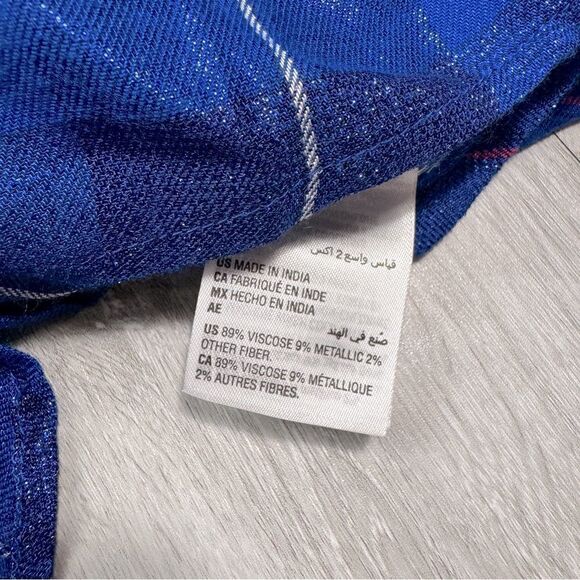 قياس واسع 2 اكس
US MADE IN INDIA
CA FABRIQUÉ EN INDE
MX HECHO EN INDIA
AE صُنع في الهند
US 89% VISCOSE 9% METALLIC 2%
OTHER FIBER.
CA 89% VISCOSE 9% MÉTALLIQUE
2% AUTRES FIBRES.